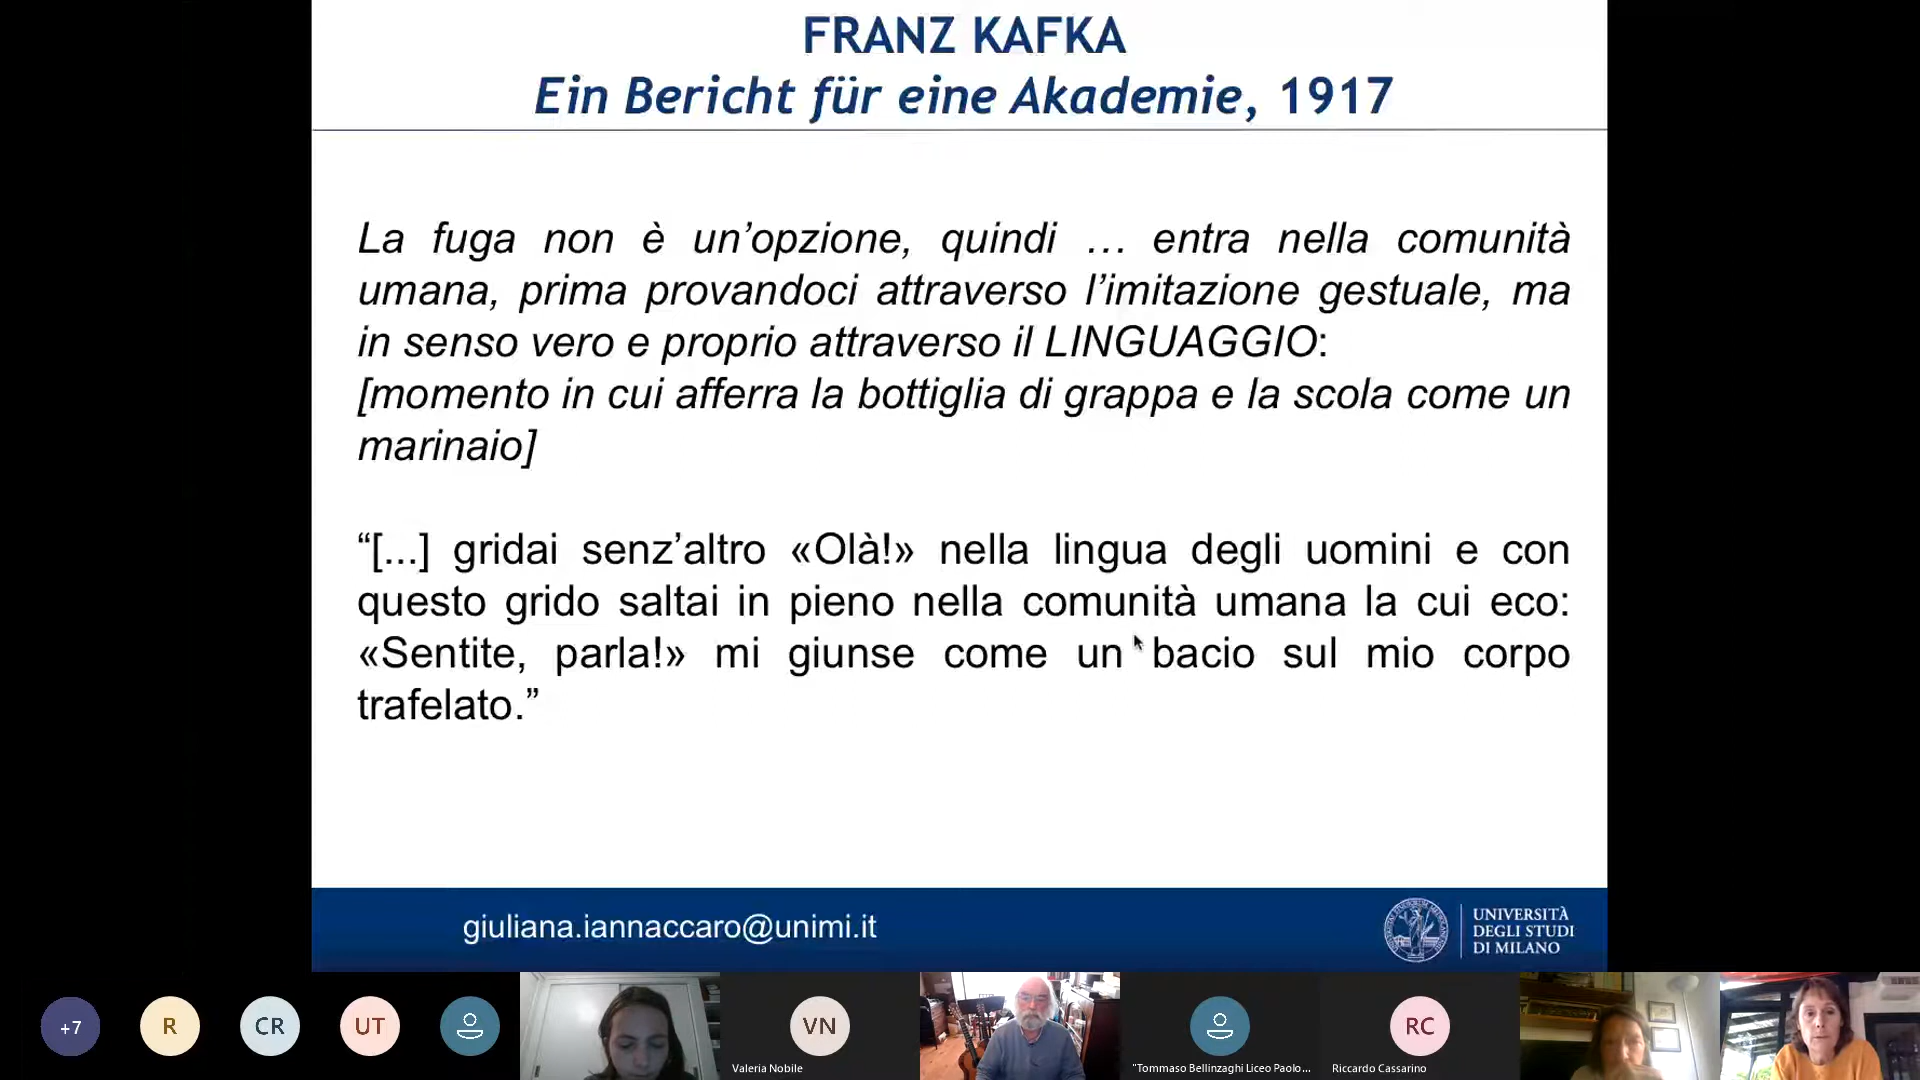 FRANZ KAFKA
Ein Bericht für eine Akademie, 1917
La fuga non è un’opzione, quindi … entra nella comunità
umana, prima provandoci attraverso l’imitazione gestuale, ma
in senso vero e proprio attraverso il LINGUAGGIO:
[momento in cui afferra la bottiglia di grappa e la scola come un
marinaio]
“[...] gridai senz’altro «Olà!» nella lingua degli uomini e con
questo grido saltai in pieno nella comunità umana la cui eco:
«Sentite, parla!» mi giunse come un bacio sul mio corpo
trafelato.”
giuliana.iannaccaro@unimi.it
UNIVERSITÀ
DEGLI STUDI
DI MILANO
+7
R
CR
UT
VN
Valeria Nobile
"Tommaso Bellinzaghi Liceo Paolo...
RC
Riccardo Cassarino